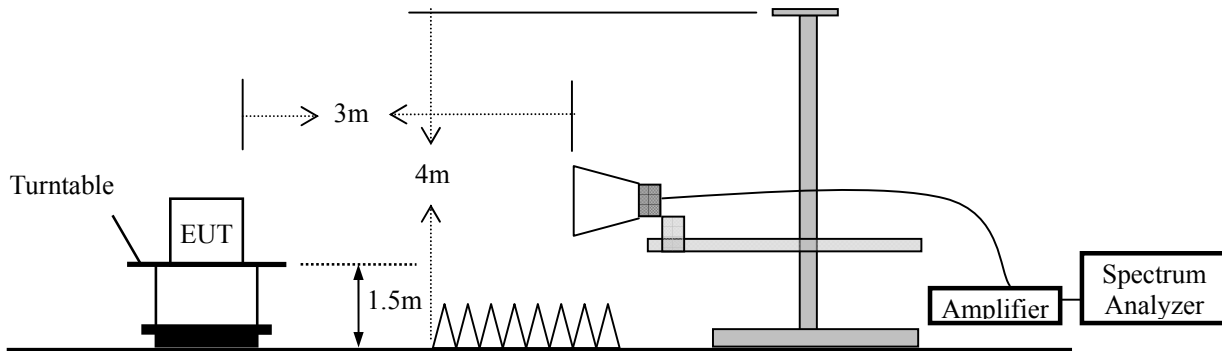 3m
4m
Turntable
EUT
1.5m
Amplifier
Spectrum
Analyzer